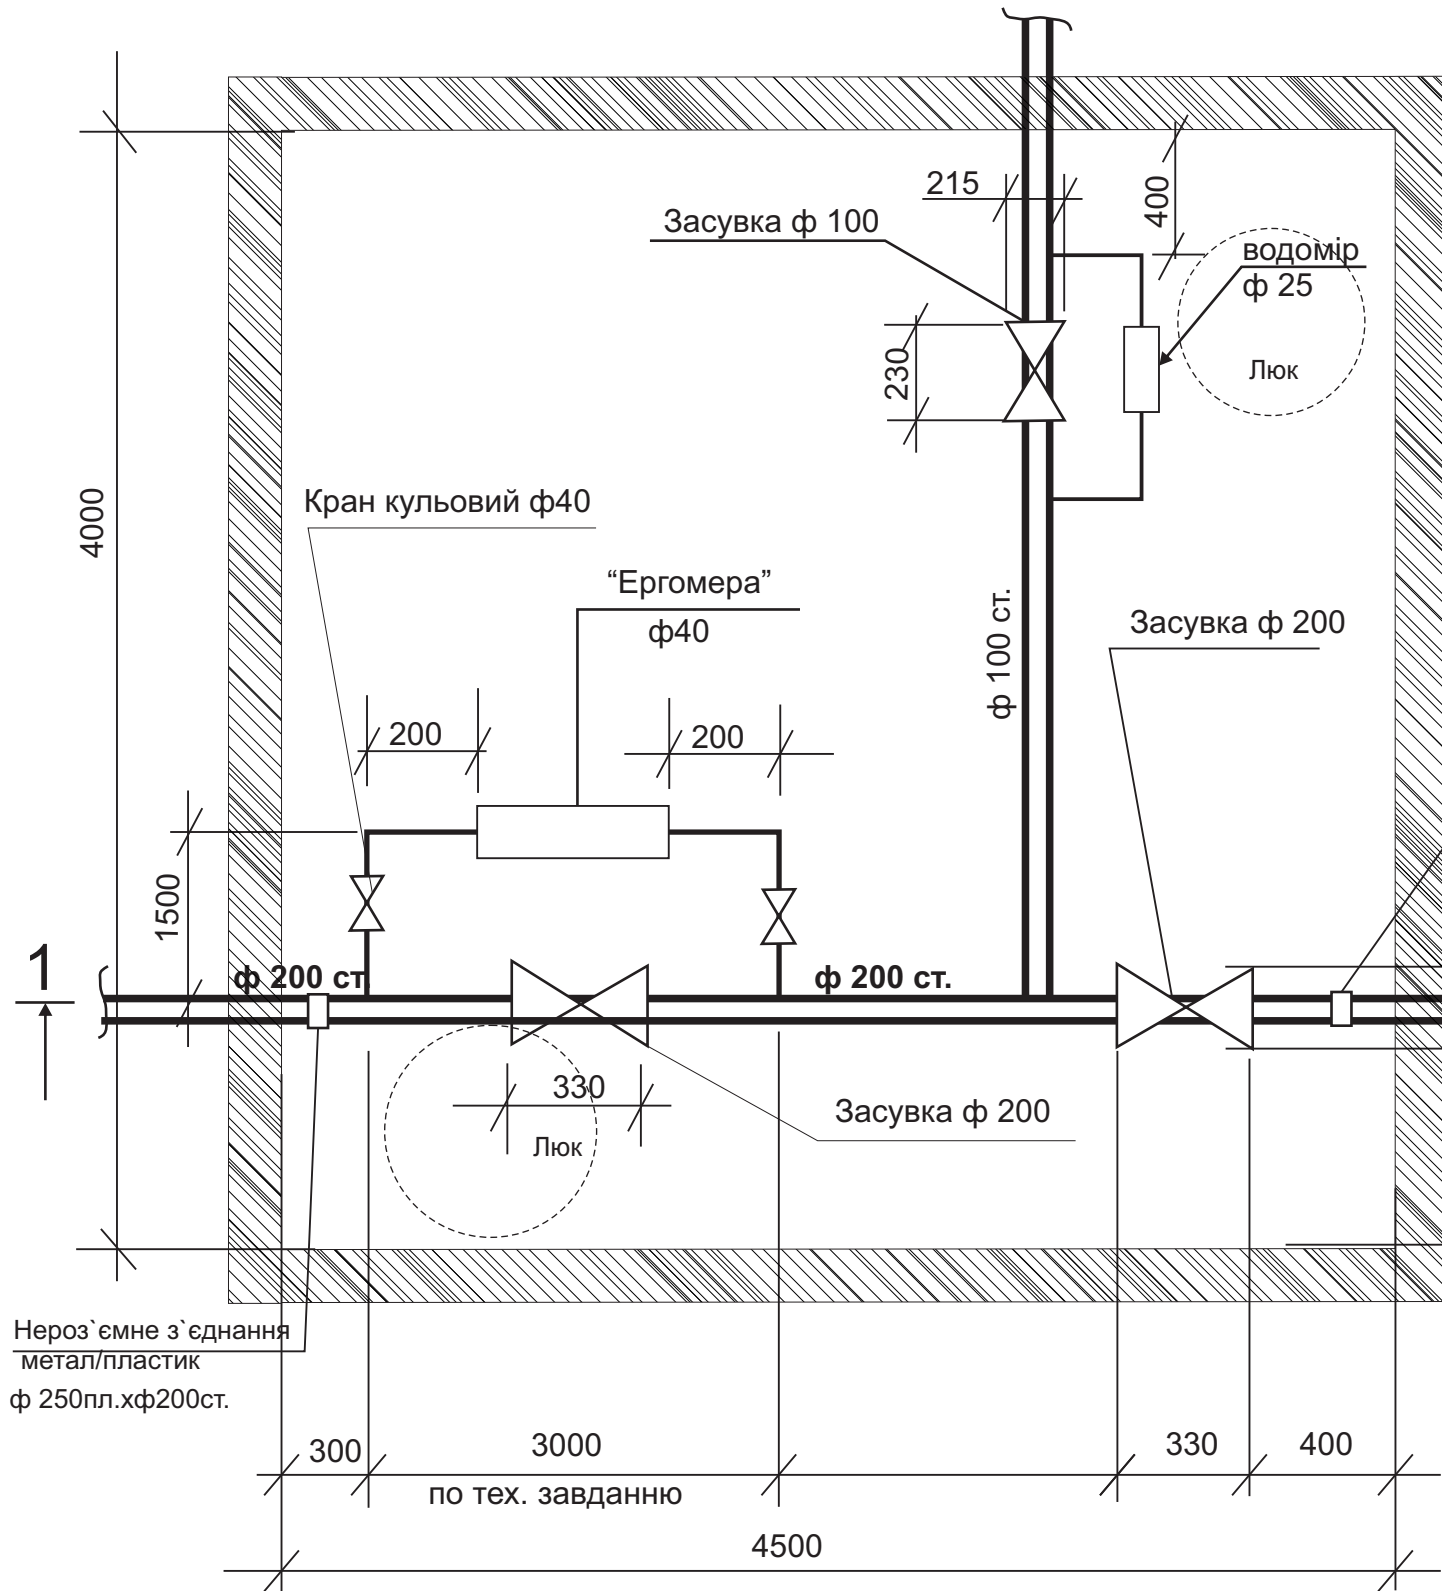 215
400
Засувка ф 100
водомір
ф 25
Люк
230
4000
Кран кульовий ф40
“Ергомера”
ф40
ф 100 ст.
Засувка ф 200
200
200
1500
1
ф 200 ст.
ф 200 ст.
330
Люк
Засувка ф 200
Нероз`ємне з`єднання
метал/пластик
ф 250пл.хф200ст.
300
3000
330
400
по тех. завданню
4500